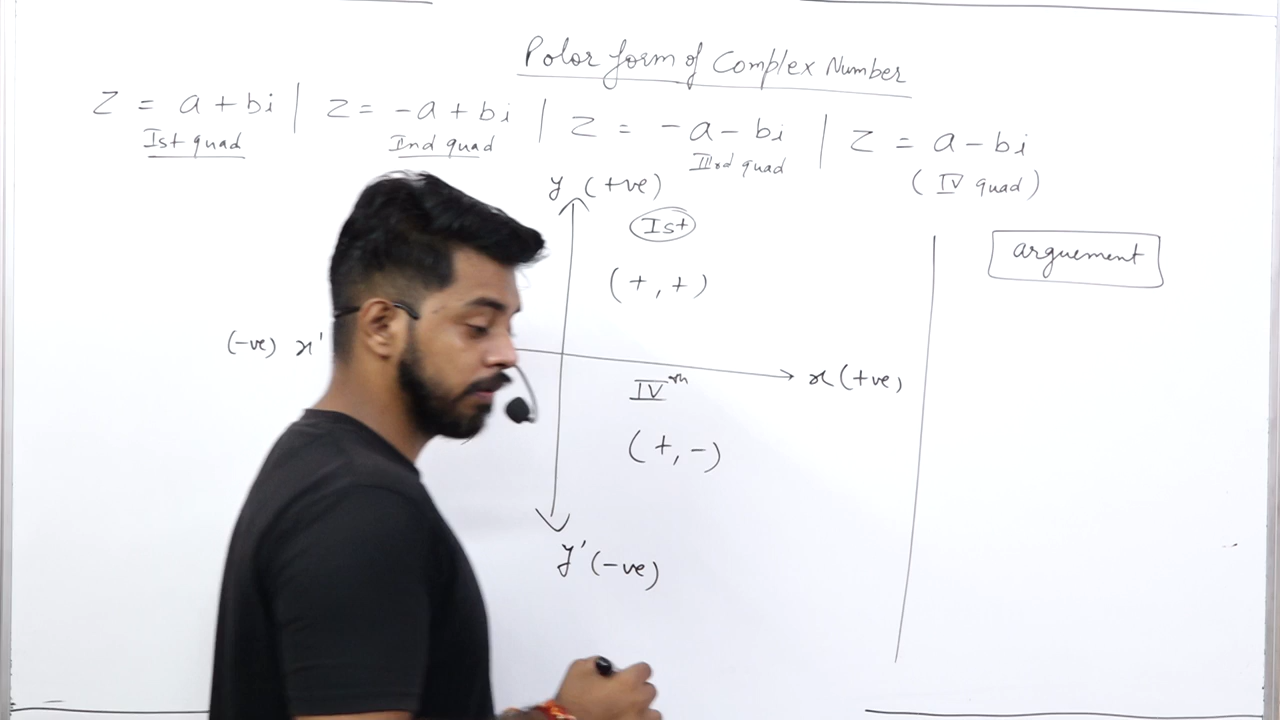 Polar form of Complex Number
Z = a + bi | Z = -a + bi | Z = -a - bi | Z = a - bi
Ist quad IInd quad IIIrd quad (IV quad)
y (+ve)
Ist
arguement
(+,+)
(-ve) x' x (+ve)
IVth
(+,-)
y' (-ve)